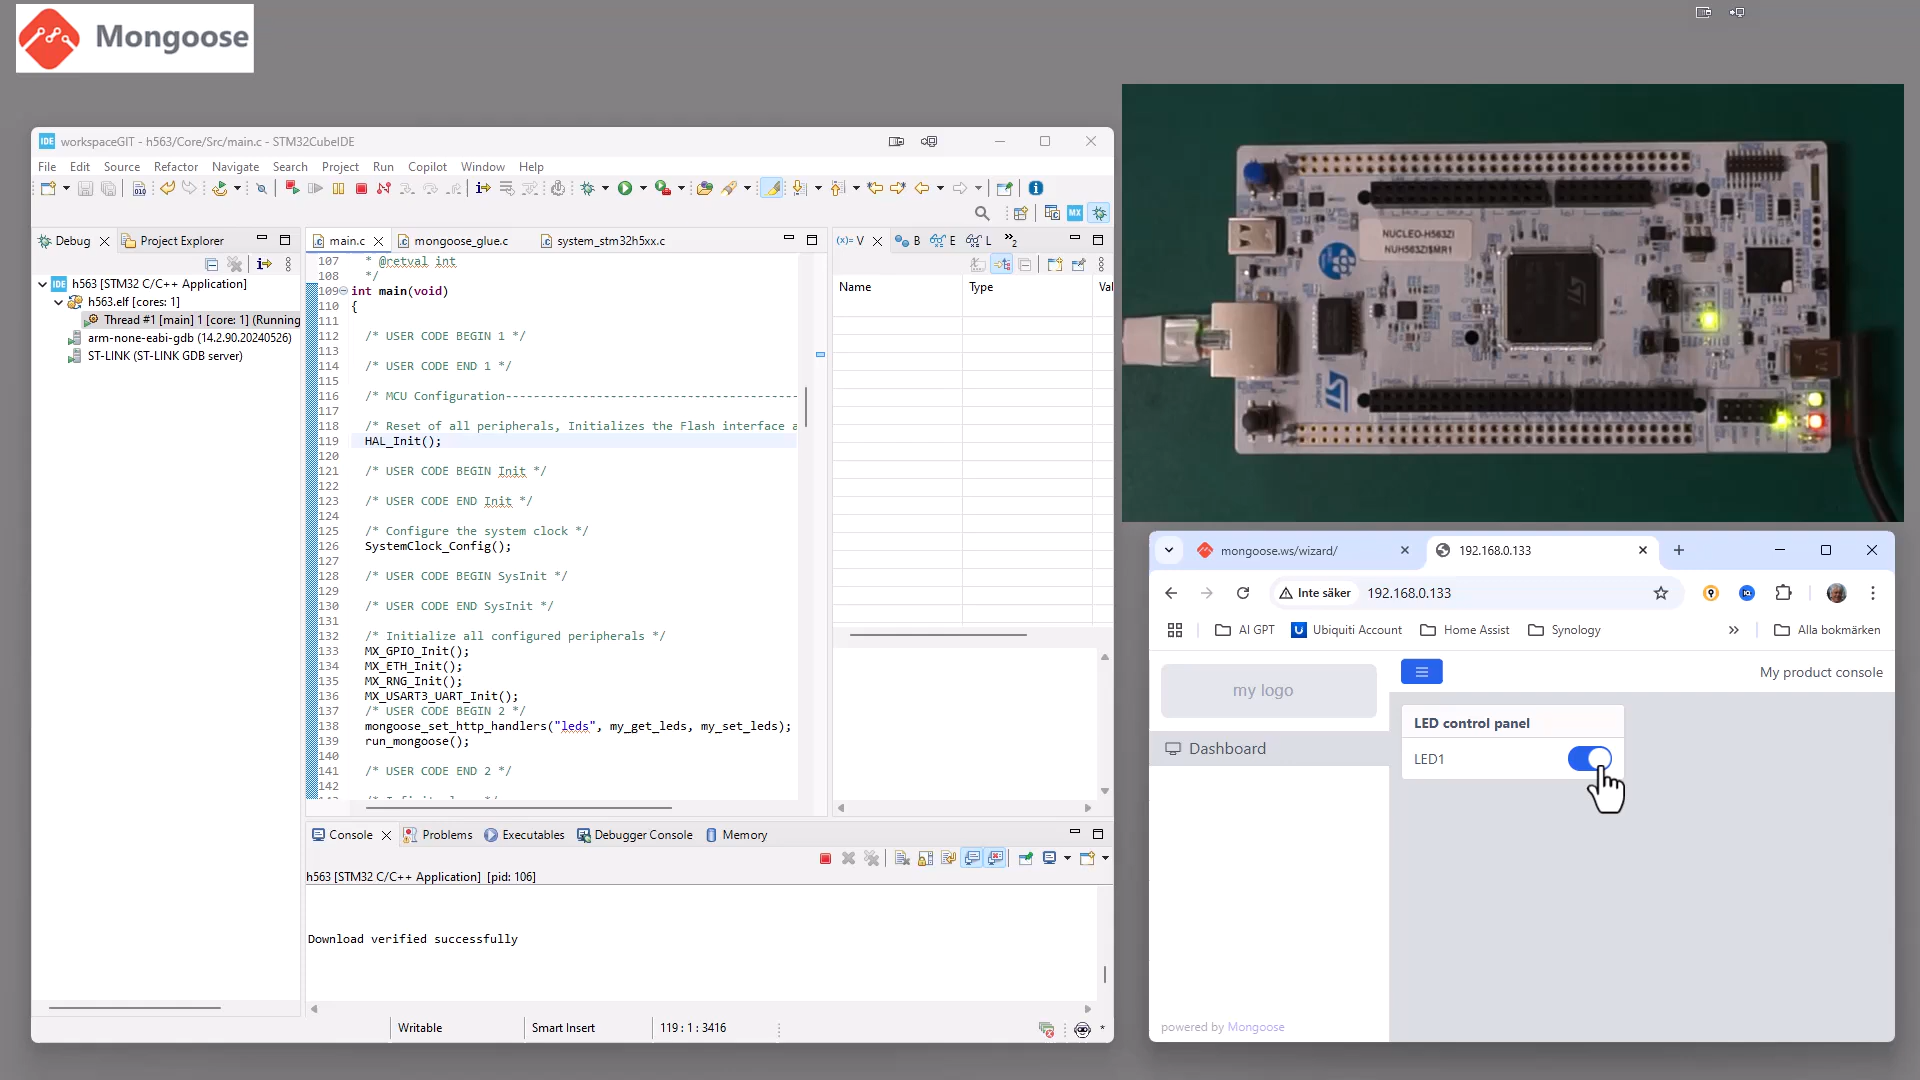 Mongoose
workspaceGIT - h563/Core/Src/main.c - STM32CubeIDE
File Edit Source Refactor Navigate Search Project Run Copilot Window Help
Debug
Project Explorer
h563 [STM32 C/C++ Application]
h563.elf [cores: 1]
Thread #1 [main] 1 [core: 1] (Running
arm-none-eabi-gdb (14.2.90.20240526)
ST-LINK (ST-LINK GDB server)
main.c
mongoose_glue.c
system_stm32h5xx.c
107 * @retval int
108 */
109 int main(void)
110 {
111
112 /* USER CODE BEGIN 1 */
113
114 /* USER CODE END 1 */
115
116 /* MCU Configuration------------------------------------------
117
118 /* Reset of all peripherals, Initializes the Flash interface a
119 HAL_Init();
120
121 /* USER CODE BEGIN Init */
122
123 /* USER CODE END Init */
124
125 /* Configure the system clock */
126 SystemClock_Config();
127
128 /* USER CODE BEGIN SysInit */
129
130 /* USER CODE END SysInit */
131
132 /* Initialize all configured peripherals */
133 MX_GPIO_Init();
134 MX_ETH_Init();
135 MX_RNG_Init();
136 MX_USART3_UART_Init();
137 /* USER CODE BEGIN 2 */
138 mongoose_set_http_handlers("leds", my_get_leds, my_set_leds);
139 run_mongoose();
140
141 /* USER CODE END 2 */
142
(x)= V
B
E
L
»2
Name Type Val
Console
Problems
Executables
Debugger Console
Memory
h563 [STM32 C/C++ Application] [pid: 106]
Download verified successfully
Writable
Smart Insert
119 : 1 : 3416
NUCLEO-H563ZI
NUH563ZI$MR1
mongoose.ws/wizard/
192.168.0.133
Inte säker 192.168.0.133
AI GPT
Ubiquiti Account
Home Assist
Synology
»
Alla bokmärken
my logo
My product console
Dashboard
LED control panel
LED1
powered by Mongoose